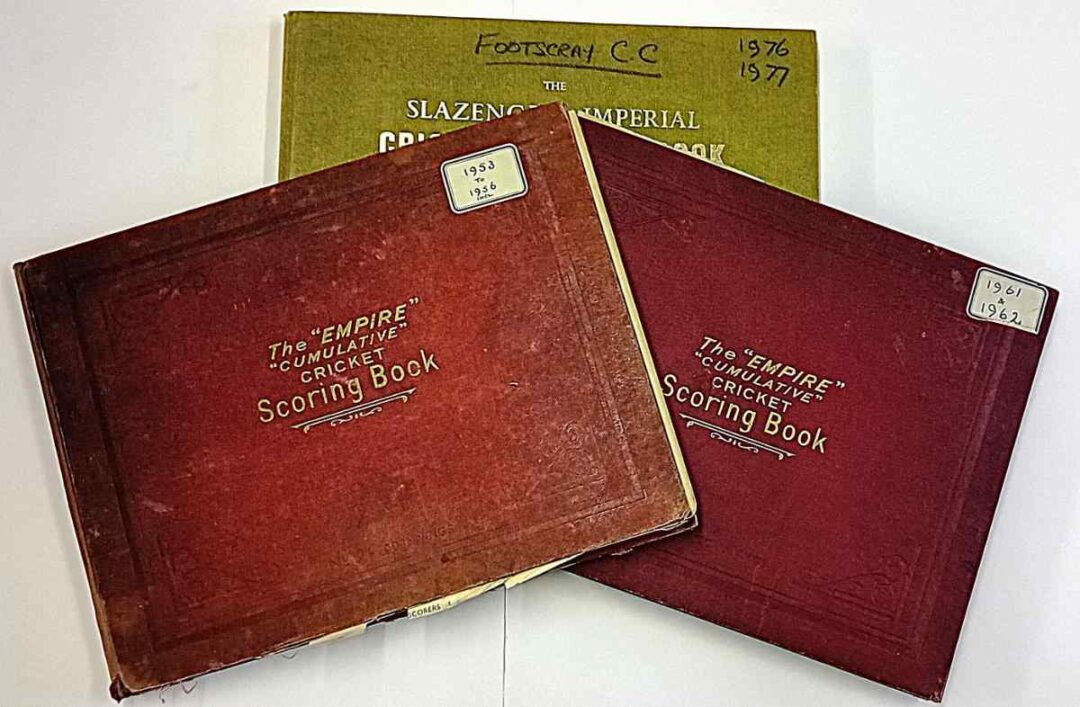 FOOTSCRAY C.C
1976
1977
THE
IMPERIAL
1953
To
1956
incl
The "EMPIRE"
"CUMULATIVE"
CRICKET
Scoring Book
1961
&
1962
The "EMPIRE"
"CUMULATIVE"
CRICKET
Scoring Book